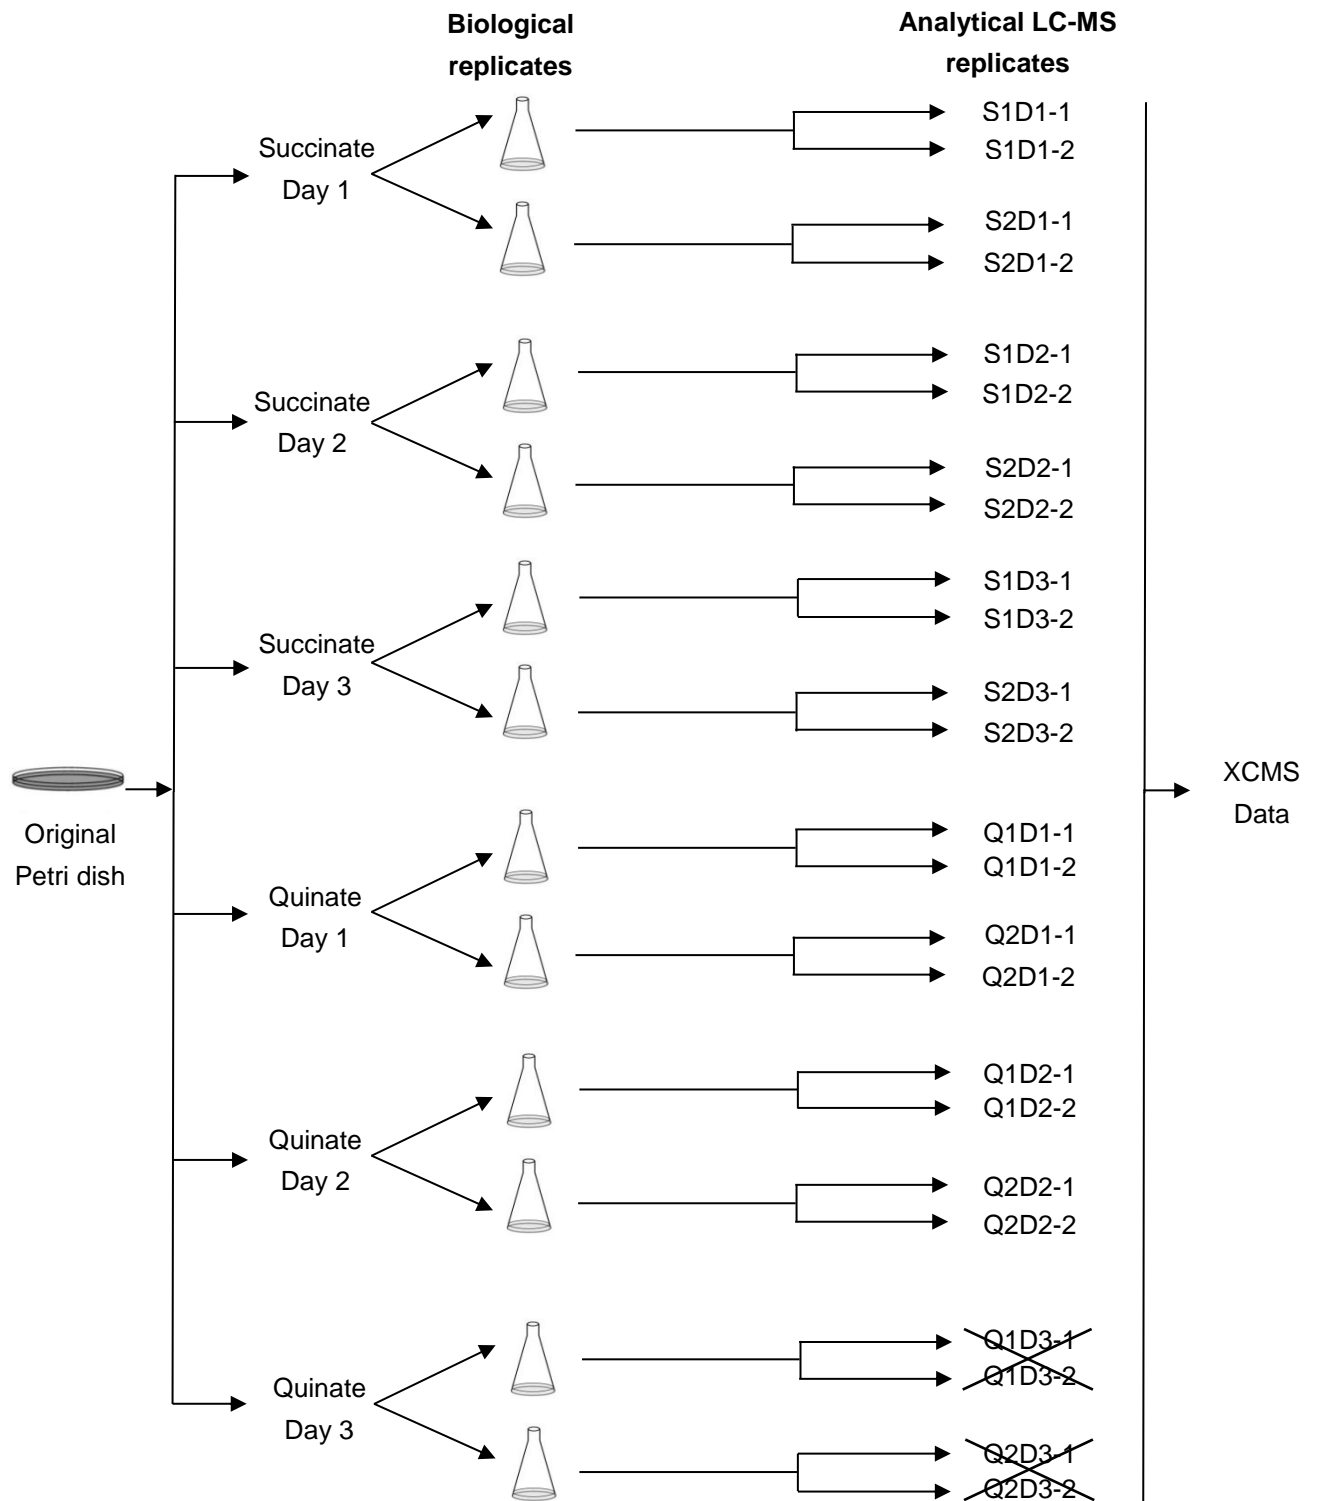 Biological
replicates
Analytical LC-MS
replicates
Succinate
Day 1
S1D1-1
S1D1-2
S2D1-1
S2D1-2
Succinate
Day 2
S1D2-1
S1D2-2
S2D2-1
S2D2-2
Succinate
Day 3
S1D3-1
S1D3-2
S2D3-1
S2D3-2
Original
Petri dish
XCMS
Data
Quinate
Day 1
Q1D1-1
Q1D1-2
Q2D1-1
Q2D1-2
Quinate
Day 2
Q1D2-1
Q1D2-2
Q2D2-1
Q2D2-2
Quinate
Day 3
Q1D3-1
Q1D3-2
Q2D3-1
Q2D3-2